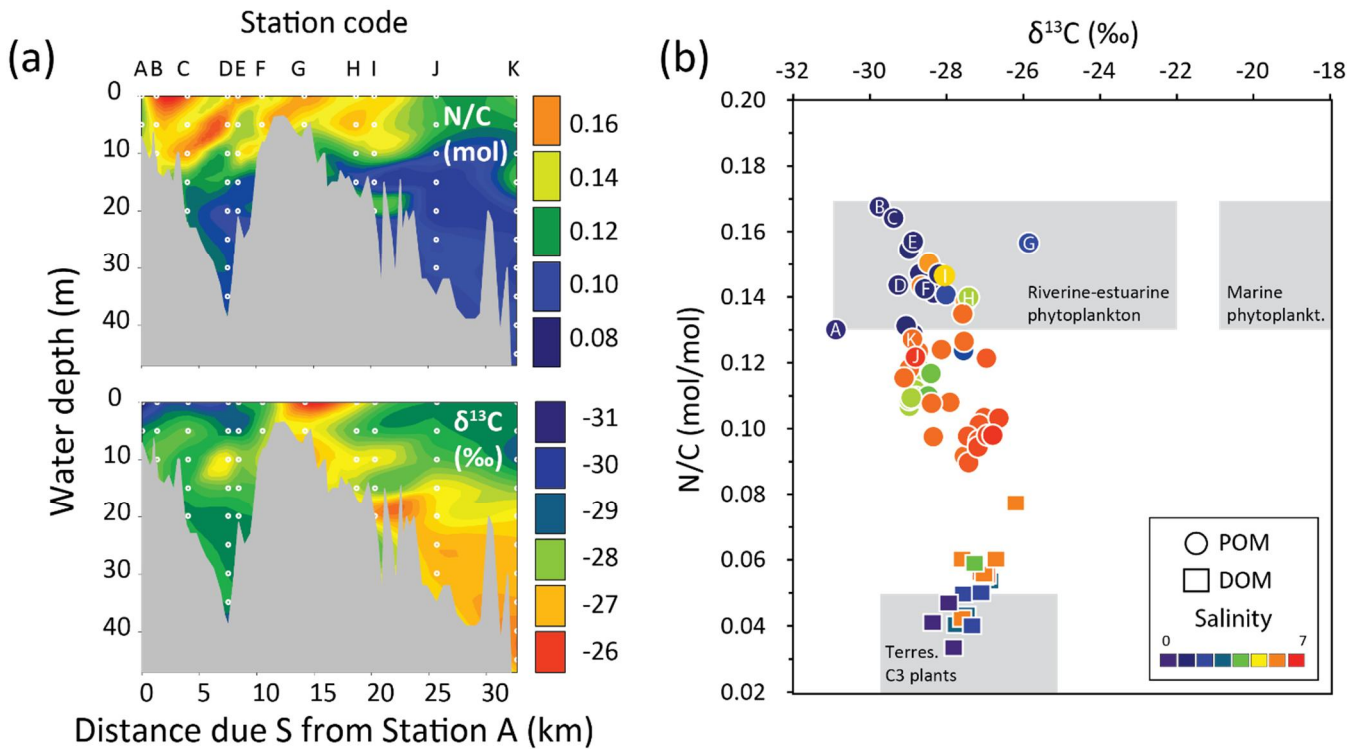 (a)
Station code
A B C D E F G H I J K
N/C
(mol)
0
10
20
30
40
0.16
0.14
0.12
0.10
0.08
Water depth (m)
δ¹³C
(‰)
0
10
20
30
40
-31
-30
-29
-28
-27
-26
0 5 10 15 20 25 30
Distance due S from Station A (km)
(b)
δ¹³C (‰)
-32 -30 -28 -26 -22 -20 -18
N/C (mol/mol)
0.20
0.18
0.16
0.14
0.12
0.10
0.08
0.06
0.04
0.02
B
C
E
G
D
F
I
H
A
K
J
Riverine-estuarine
phytoplankton
Marine
phytoplankt.
Terres.
C3 plants
POM
DOM
Salinity
0 7